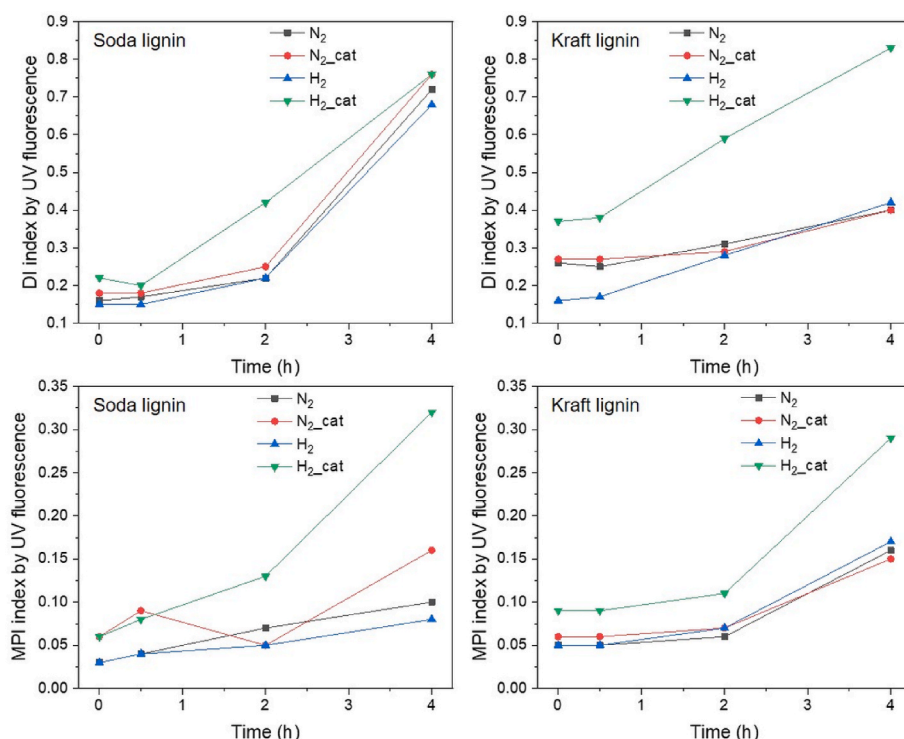 Soda lignin
N₂
N₂_cat
H₂
H₂_cat
DI index by UV fluorescence
0.9
0.8
0.7
0.6
0.5
0.4
0.3
0.2
0.1
0 1 2 3 4
Time (h)
Kraft lignin
N₂
N₂_cat
H₂
H₂_cat
DI index by UV fluorescence
0.9
0.8
0.7
0.6
0.5
0.4
0.3
0.2
0.1
0 1 2 3 4
Time (h)
Soda lignin
N₂
N₂_cat
H₂
H₂_cat
MPI index by UV fluorescence
0.35
0.30
0.25
0.20
0.15
0.10
0.05
0.00
0 1 2 3 4
Time (h)
Kraft lignin
N₂
N₂_cat
H₂
H₂_cat
MPI index by UV fluorescence
0.35
0.30
0.25
0.20
0.15
0.10
0.05
0.00
0 1 2 3 4
Time (h)